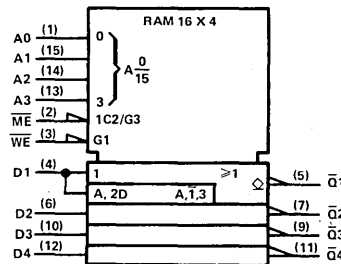 RAM 16 X 4
A0 (1) 0
A1 (15)
A2 (14) A 0/15
A3 (13) 3
ME (2) 1C2/G3
WE (3) G1
D1 (4) 1 ≥1 (5) Q1
A, 2D A,1,3
D2 (6) (7) Q2
D3 (10) (9) Q3
D4 (12) (11) Q4